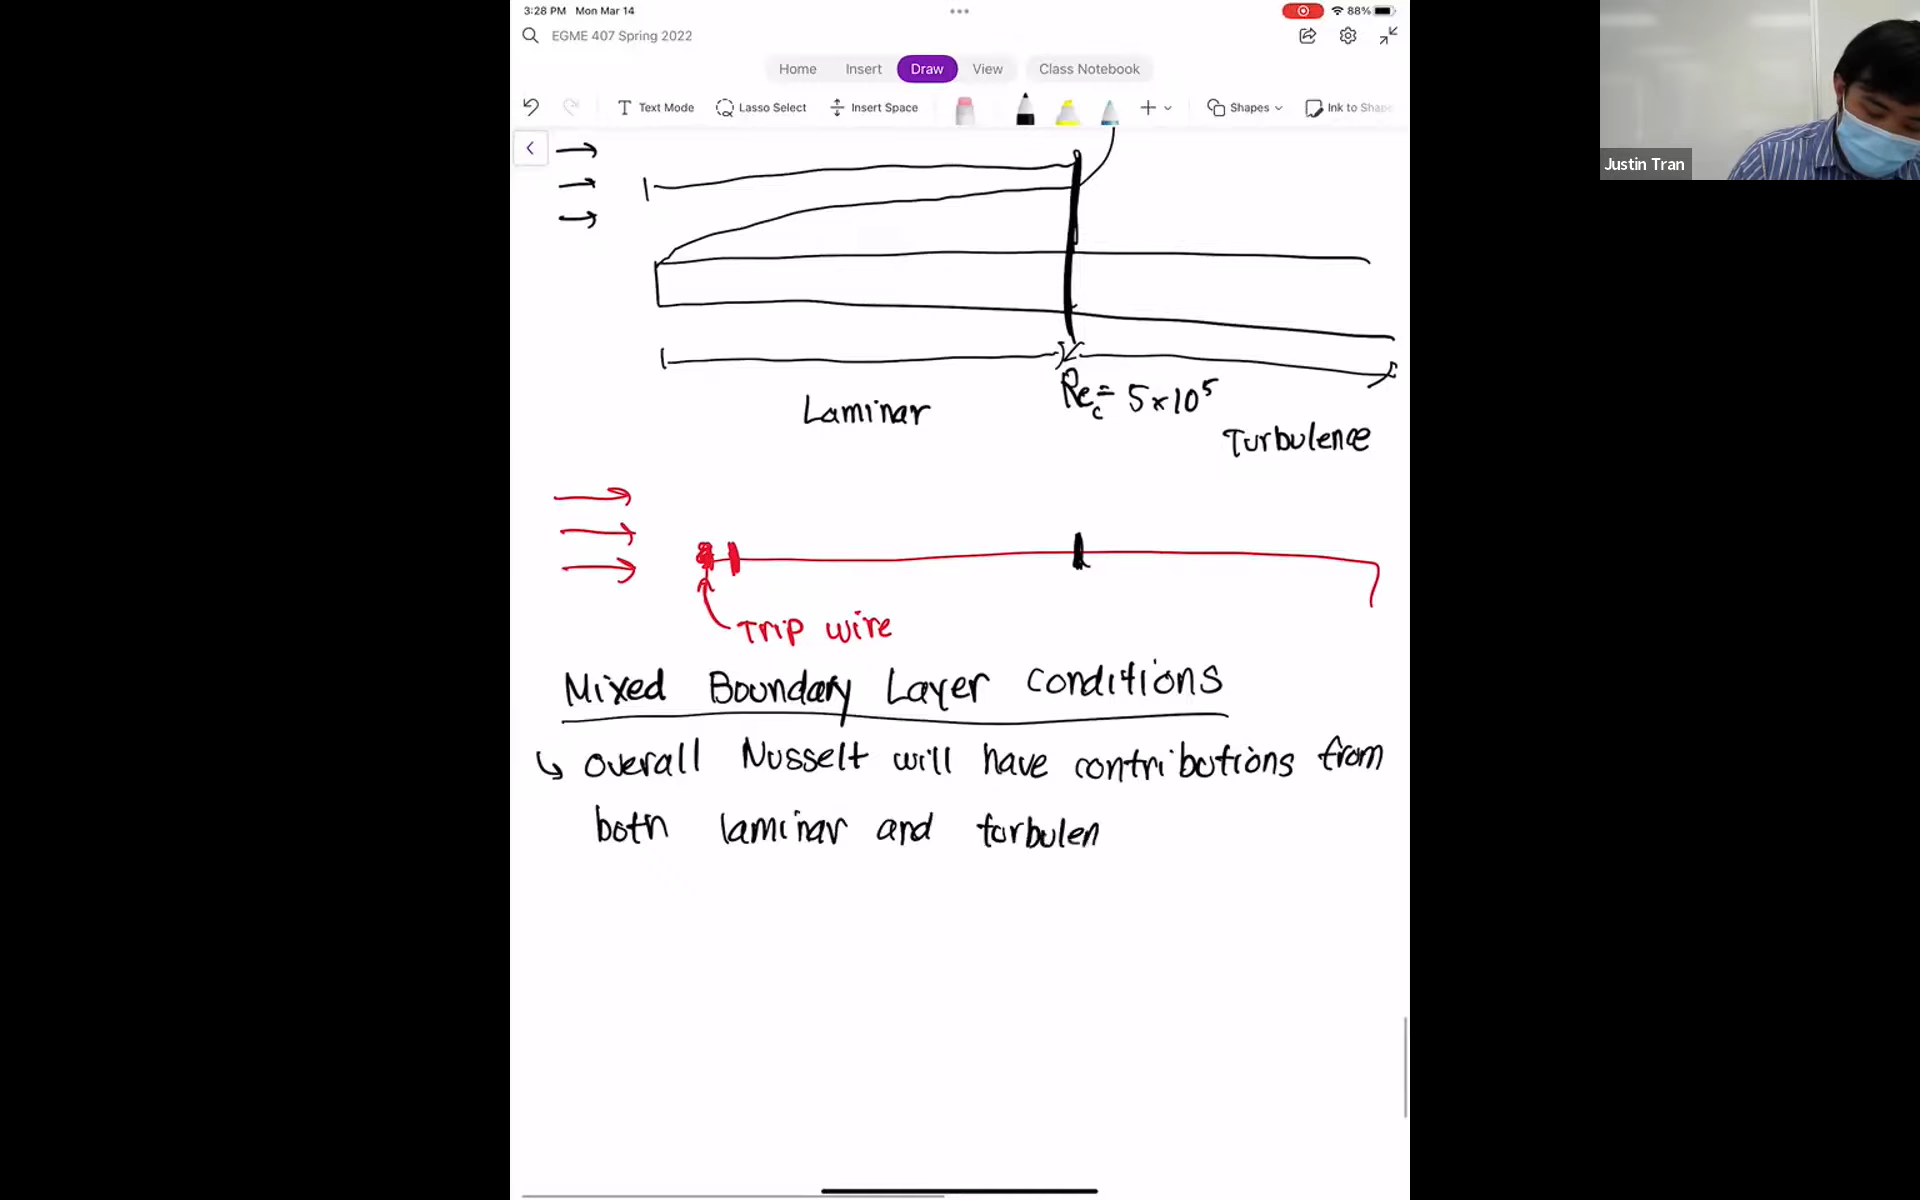 3:28 PM Mon Mar 14
88%
EGME 407 Spring 2022
Home Insert Draw View Class Notebook
Text Mode Lasso Select Insert Space Shapes Ink to Shape
Justin Tran
Re_c = 5×10⁵
Laminar
Turbulence
Trip wire
Mixed Boundary Layer Conditions
↳ overall Nusselt will have contributions from
both laminar and turbulen